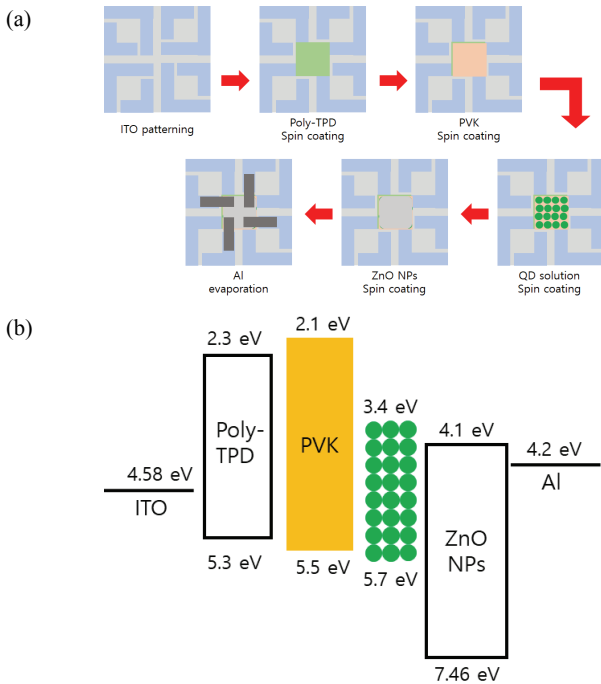 (a)
ITO patterning
Poly-TPD
Spin coating
PVK
Spin coating
Al
evaporation
ZnO NPs
Spin coating
QD solution
Spin coating
(b)
2.3 eV
2.1 eV
3.4 eV
4.1 eV
4.2 eV
Poly-
TPD
PVK
4.58 eV
ITO
Al
ZnO
NPs
5.3 eV
5.5 eV
5.7 eV
7.46 eV